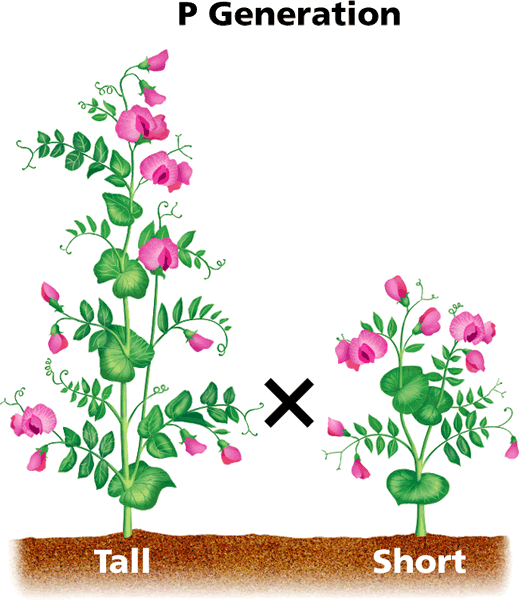 P Generation
×
Tall
Short